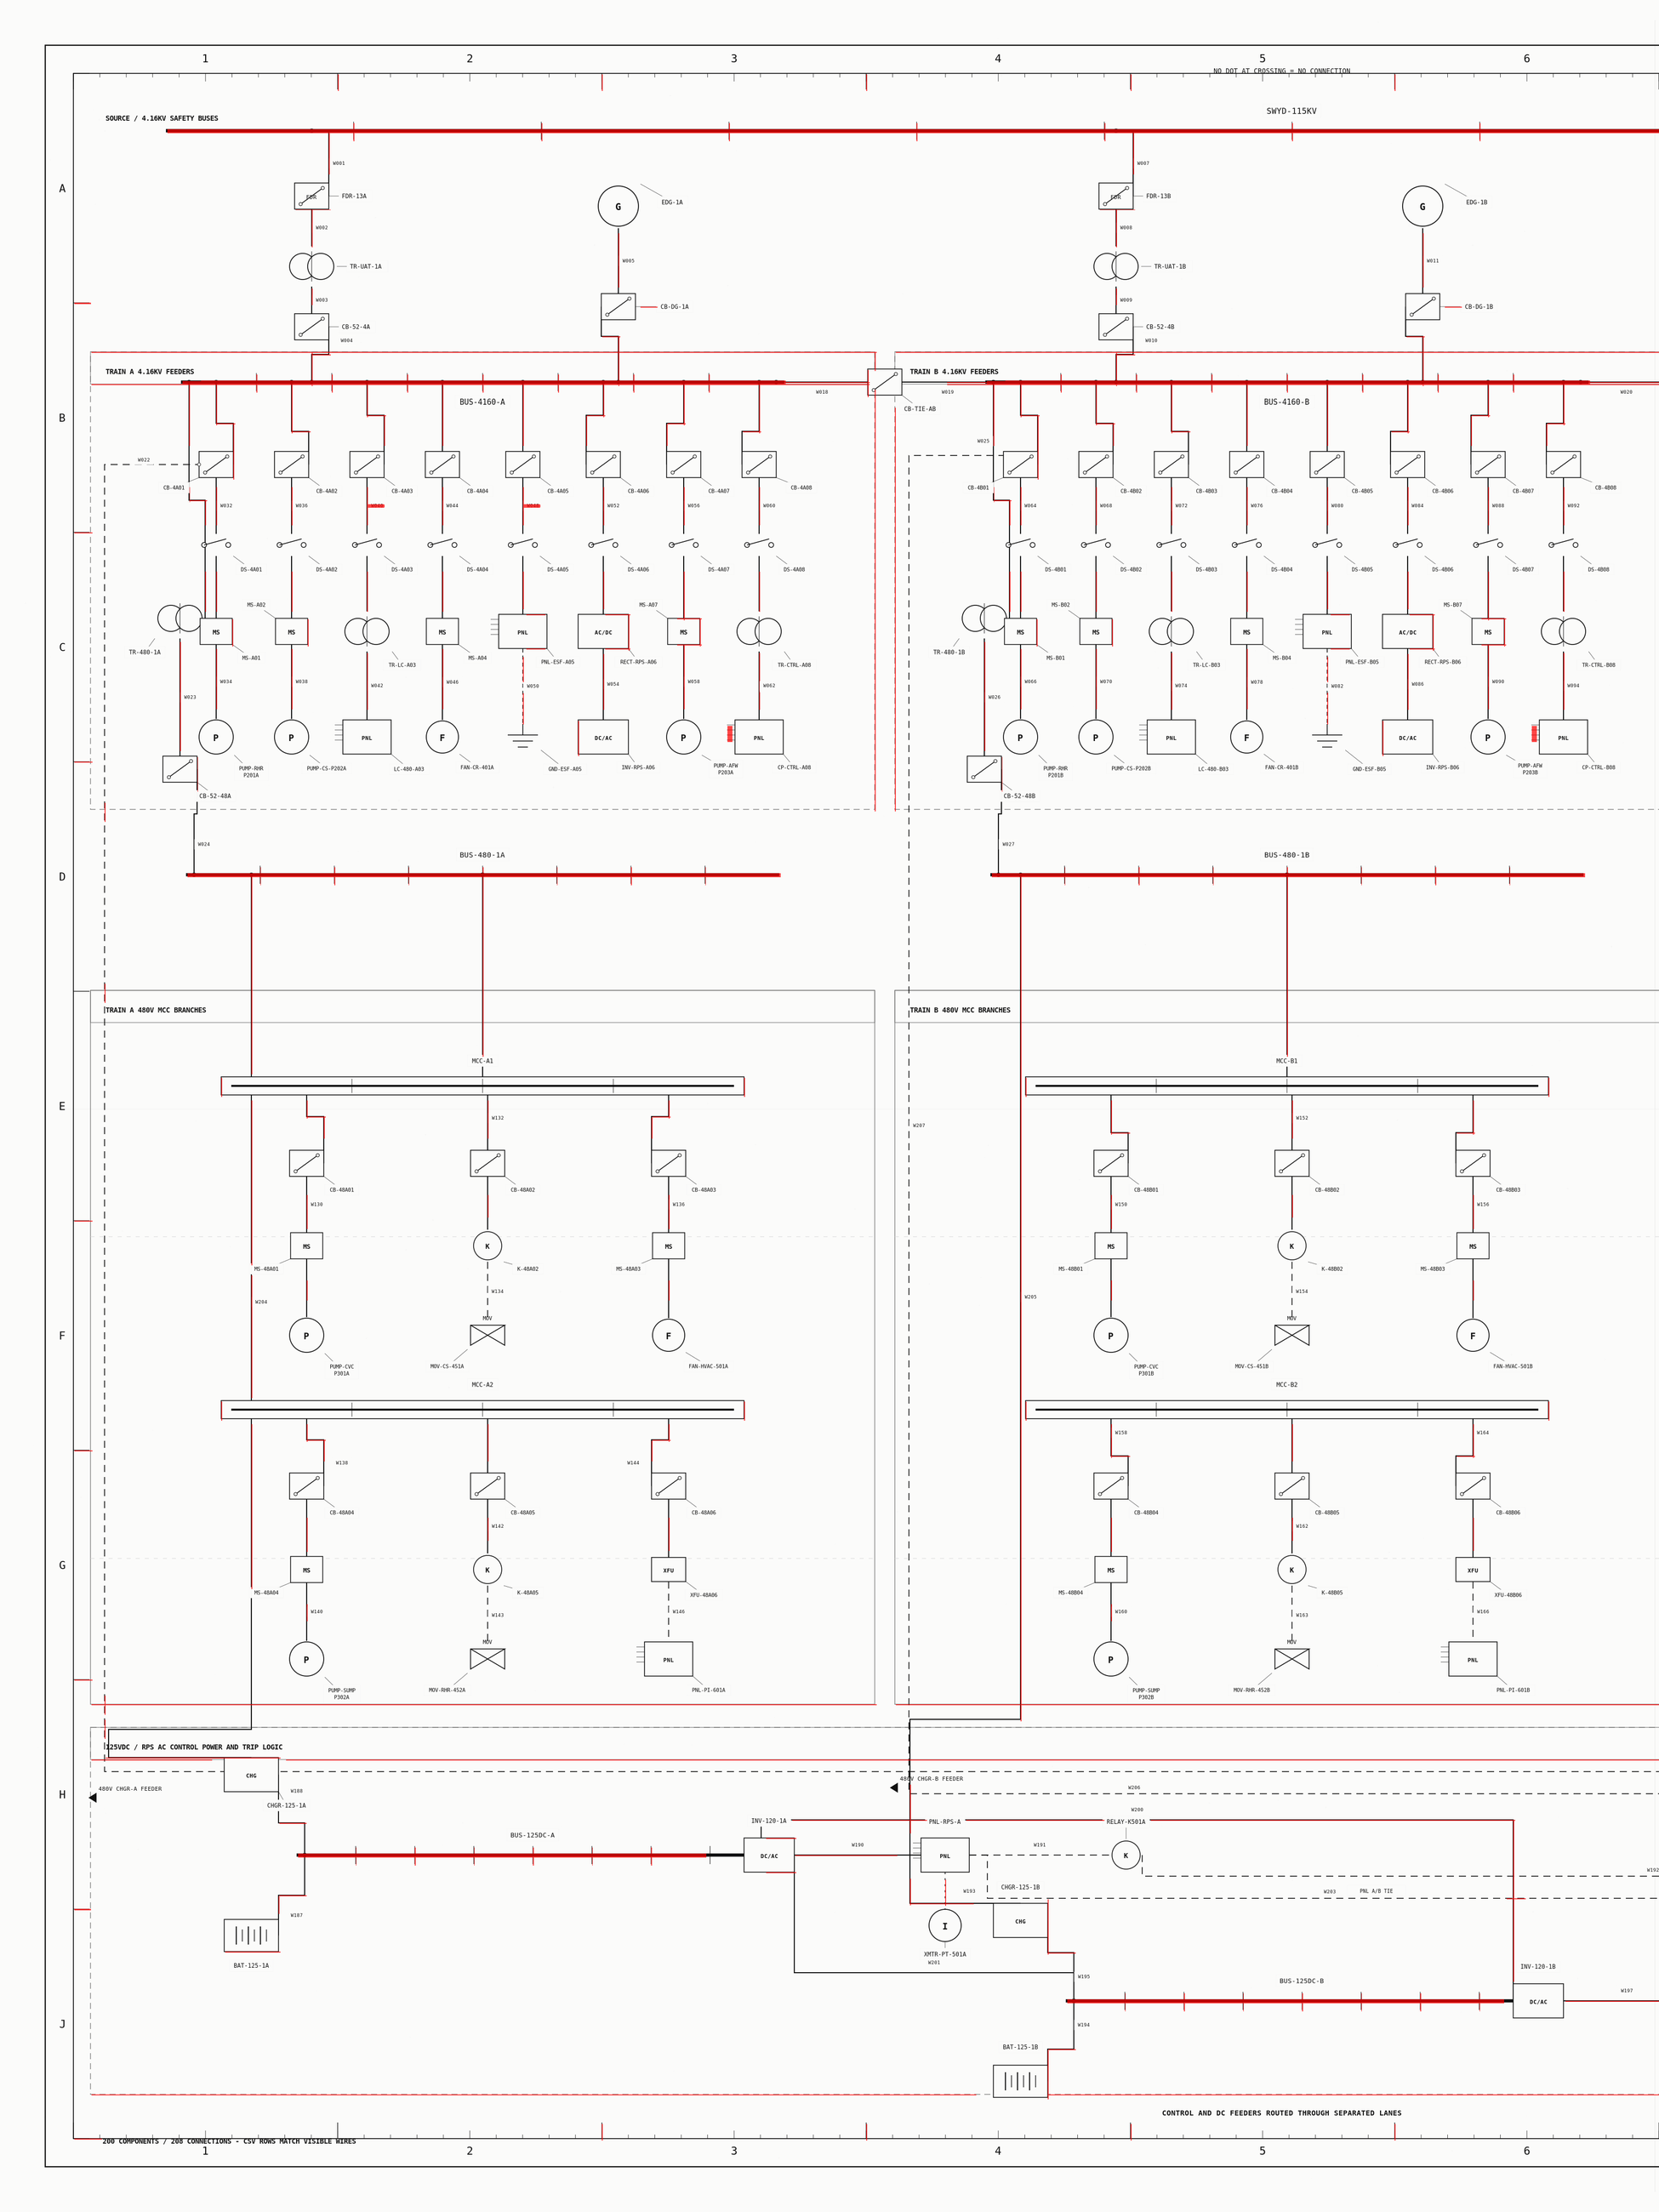 1 2 3 4 5 6
NO DOT AT CROSSING = NO CONNECTION
SWYD-115KV
SOURCE / 4.16KV SAFETY BUSES
W001 W007
A
FDR FDR-13A EDG-1A FDR FDR-13B EDG-1B
G G
W002 W008
W005 W011
TR-UAT-1A TR-UAT-1B
W003 W009
CB-DG-1A CB-DG-1B
CB-52-4A CB-52-4B
W004 W010
TRAIN A 4.16KV FEEDERS TRAIN B 4.16KV FEEDERS
W018 W019 W020
BUS-4160-A CB-TIE-AB BUS-4160-B
B
W022 W025
CB-4A01 CB-4A02 CB-4A03 CB-4A04 CB-4A05 CB-4A06 CB-4A07 CB-4A08 CB-4B01 CB-4B02 CB-4B03 CB-4B04 CB-4B05 CB-4B06 CB-4B07 CB-4B08
W032 W036 W044 W052 W056 W060 W064 W068 W072 W076 W080 W084 W088 W092
DS-4A01 DS-4A02 DS-4A03 DS-4A04 DS-4A05 DS-4A06 DS-4A07 DS-4A08 DS-4B01 DS-4B02 DS-4B03 DS-4B04 DS-4B05 DS-4B06 DS-4B07 DS-4B08
MS-A02 MS-A07 MS-B02 MS-B07
MS MS MS PNL AC/DC MS MS MS MS PNL AC/DC MS
C
TR-480-1A MS-A01 TR-LC-A03 MS-A04 PNL-ESF-A05 RECT-RPS-A06 TR-CTRL-A08 TR-480-1B MS-B01 TR-LC-B03 MS-B04 PNL-ESF-B05 RECT-RPS-B06 TR-CTRL-B08
W034 W038 W042 W046 W050 W054 W058 W062 W066 W070 W074 W078 W082 W086 W090 W094
W023 W026
P P PNL F DC/AC P PNL P P PNL F DC/AC P PNL
PUMP-RHR
P201A
PUMP-CS-P202A LC-480-A03 FAN-CR-401A GND-ESF-A05 INV-RPS-A06
PUMP-AFW
P203A
CP-CTRL-A08
PUMP-RHR
P201B
PUMP-CS-P202B LC-480-B03 FAN-CR-401B GND-ESF-B05 INV-RPS-B06
PUMP-AFW
P203B
CP-CTRL-B08
CB-52-48A CB-52-48B
W024 W027
BUS-480-1A BUS-480-1B
D
TRAIN A 480V MCC BRANCHES TRAIN B 480V MCC BRANCHES
MCC-A1 MCC-B1
E
W132 W152
W207
CB-48A01 CB-48A02 CB-48A03 CB-48B01 CB-48B02 CB-48B03
W130 W136 W150 W156
MS K MS MS K MS
MS-48A01 K-48A02 MS-48A03 MS-48B01 K-48B02 MS-48B03
W134 W154
W204 W205
MOV MOV
F
P F P F
PUMP-CVC
P301A
MOV-CS-451A FAN-HVAC-501A
PUMP-CVC
P301B
MOV-CS-451B FAN-HVAC-501B
MCC-A2 MCC-B2
W158 W164
W138 W144
CB-48A04 CB-48A05 CB-48A06 CB-48B04 CB-48B05 CB-48B06
W142 W162
G
MS K XFU MS K XFU
MS-48A04 K-48A05 XFU-48A06 MS-48B04 K-48B05 XFU-48B06
W140 W143 W146 W160 W163 W166
MOV MOV
P PNL P PNL
PUMP-SUMP
P302A
MOV-RHR-452A PNL-PI-601A
PUMP-SUMP
P302B
MOV-RHR-452B PNL-PI-601B
125VDC / RPS AC CONTROL POWER AND TRIP LOGIC
CHG
480V CHGR-A FEEDER W188 480V CHGR-B FEEDER W206
H
CHGR-125-1A W200
INV-120-1A PNL-RPS-A RELAY-K501A
BUS-125DC-A
W190 W191
DC/AC PNL K
W192
CHGR-125-1B
W193 W203 PNL A/B TIE
W187 CHG
I
XMTR-PT-501A
W201
BAT-125-1A INV-120-1B
W195 BUS-125DC-B
W197
DC/AC
J
W194
BAT-125-1B
CONTROL AND DC FEEDERS ROUTED THROUGH SEPARATED LANES
200 COMPONENTS / 208 CONNECTIONS - CSV ROWS MATCH VISIBLE WIRES
1 2 3 4 5 6